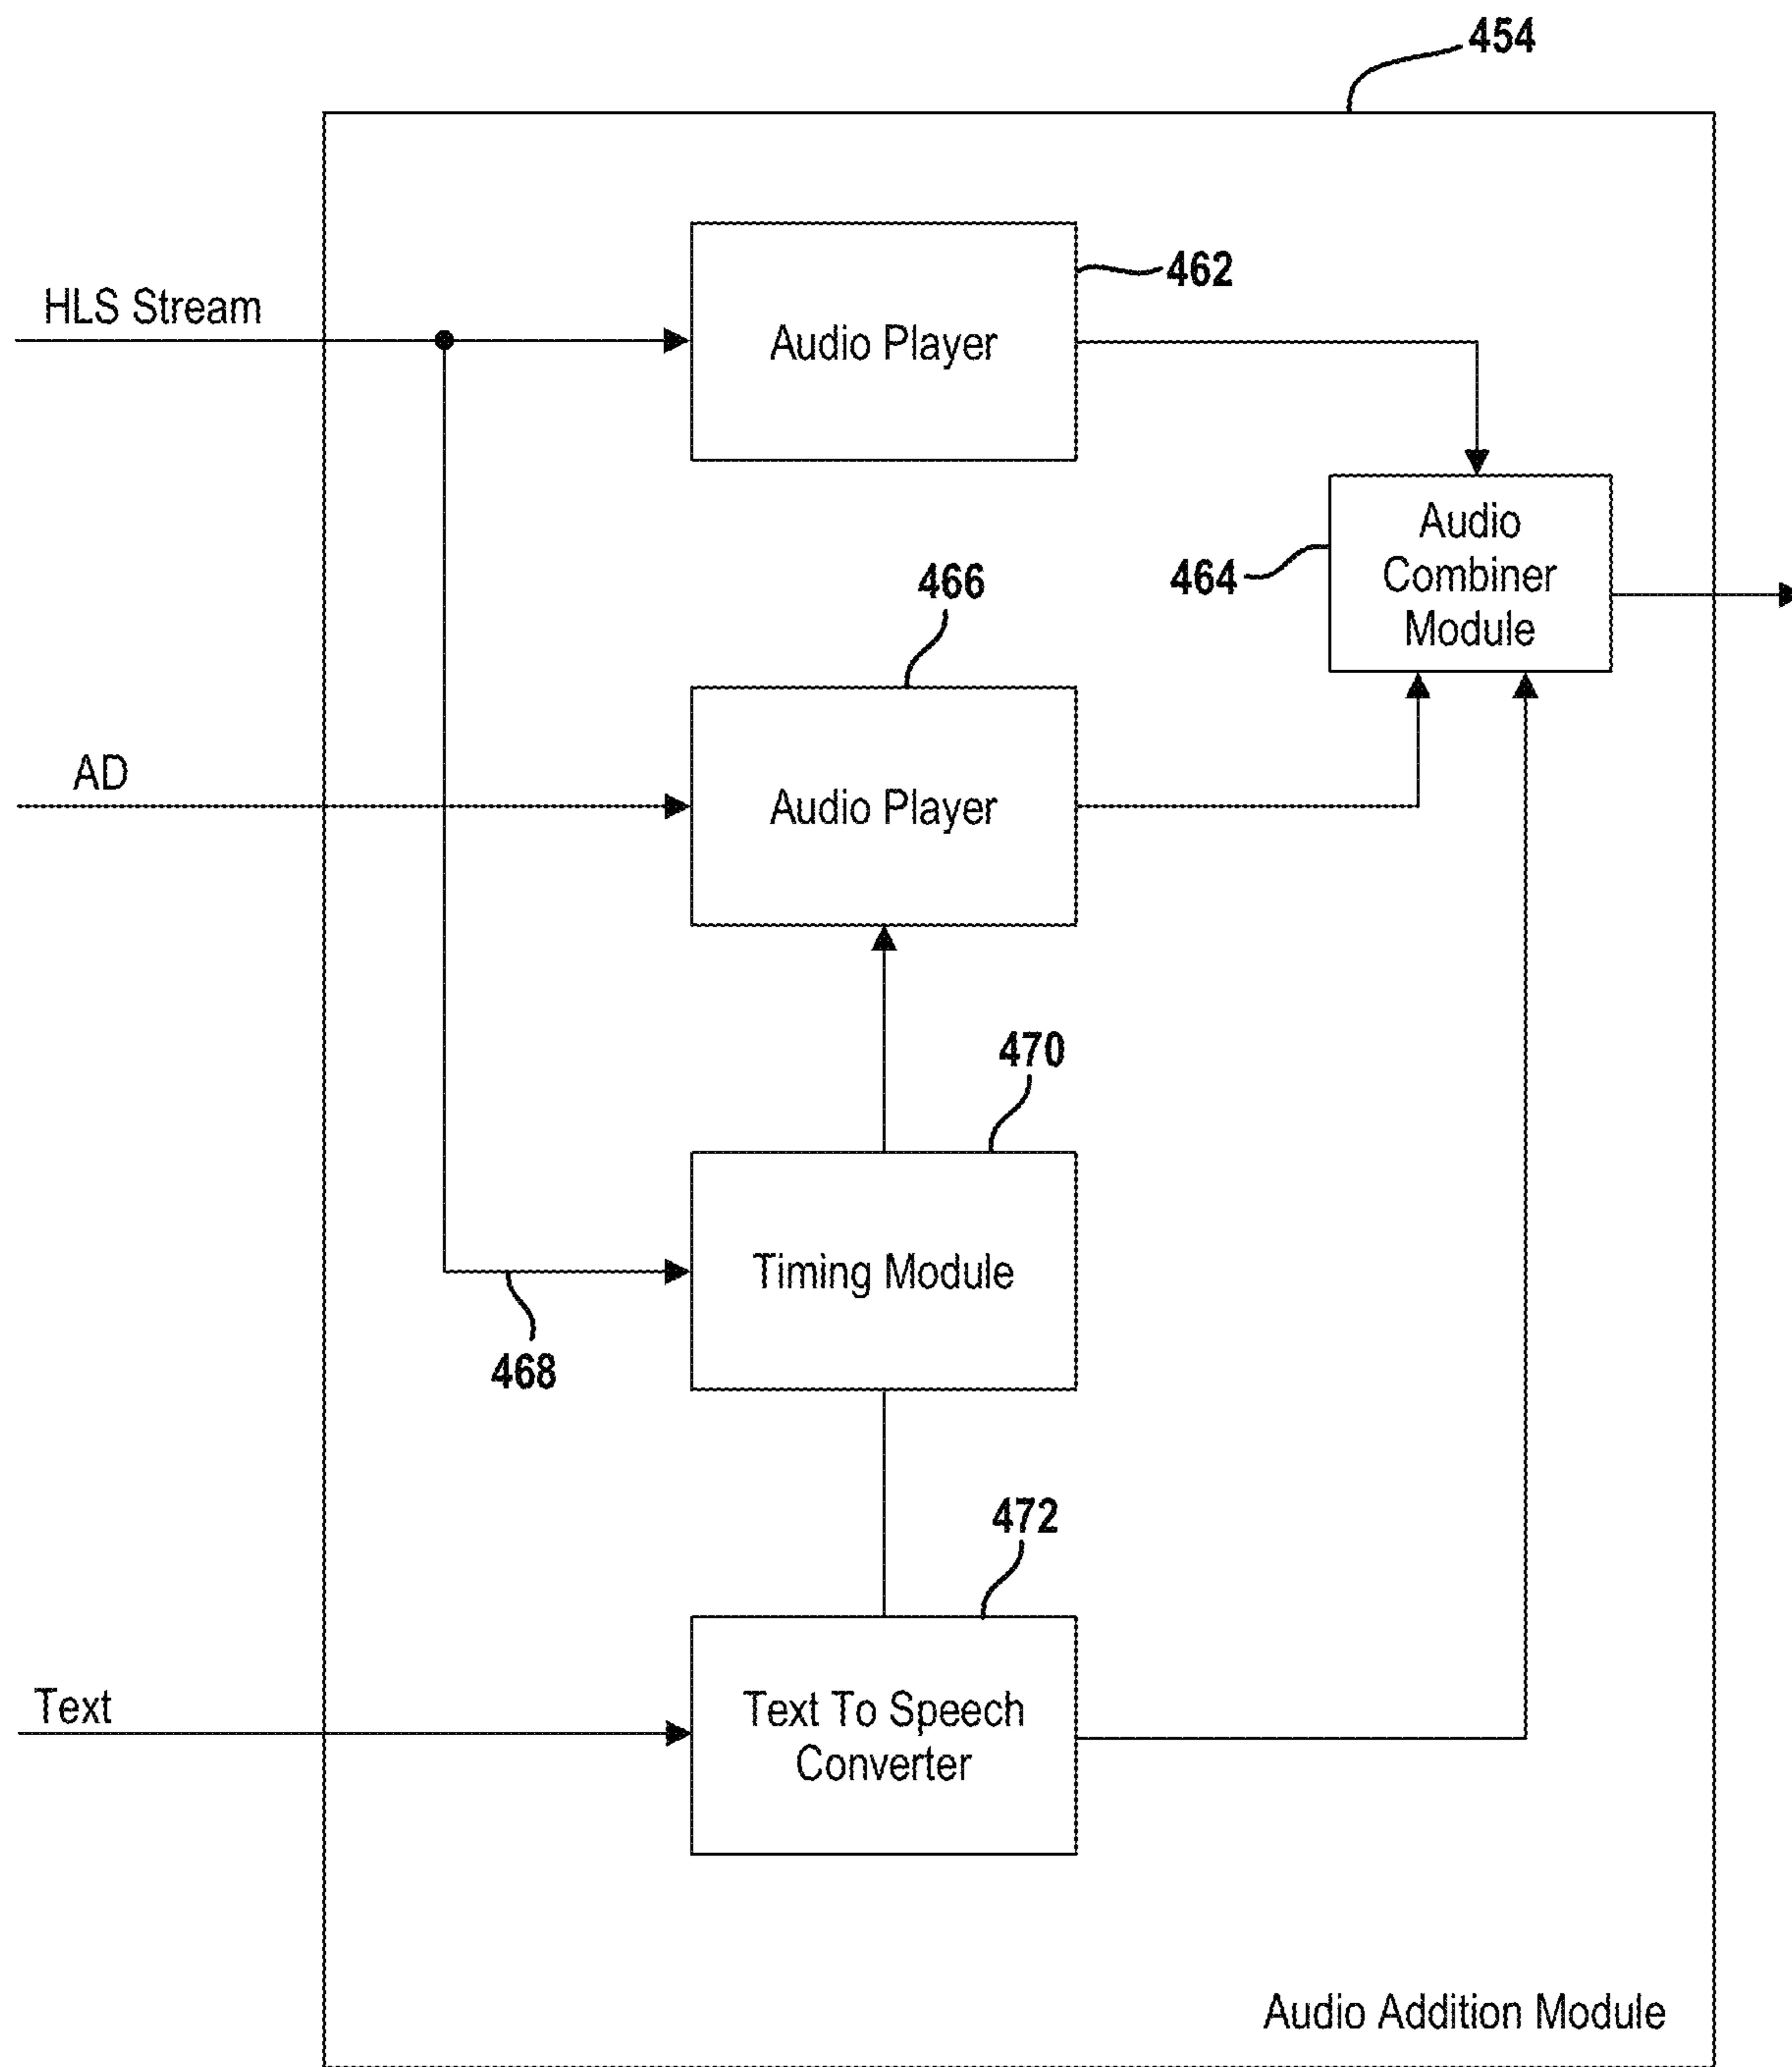 454
HLS Stream
Audio Player
462
Audio
Combiner
Module
464
466
AD
Audio Player
470
Timing Module
468
472
Text
Text To Speech
Converter
Audio Addition Module